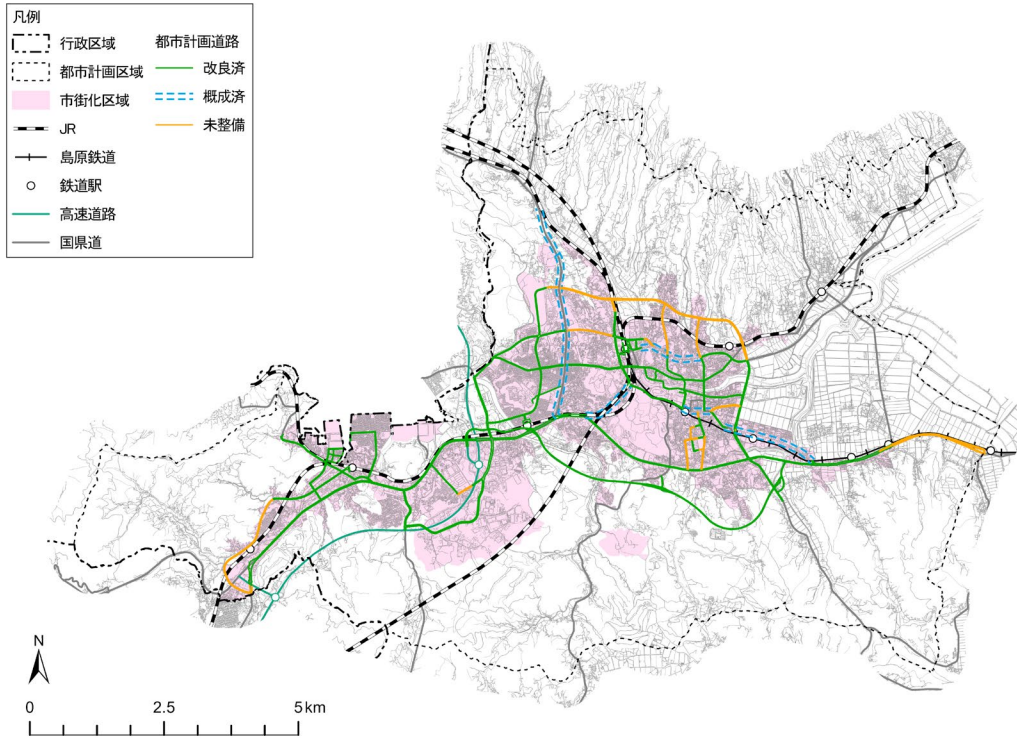 凡例
行政区域
都市計画区域
市街化区域
JR
島原鉄道
鉄道駅
高速道路
国県道
都市計画道路
改良済
概成済
未整備
N
0 2.5 5km